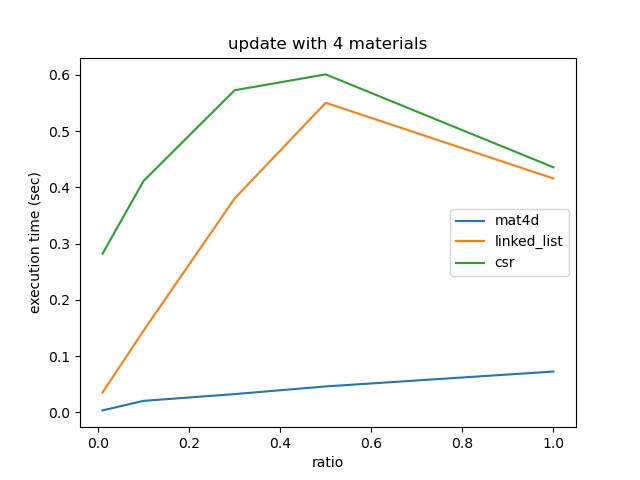 update with 4 materials
execution time (sec)
0.6
0.5
0.4
0.3
0.2
0.1
0.0
mat4d
linked_list
csr
0.0 0.2 0.4 0.6 0.8 1.0
ratio